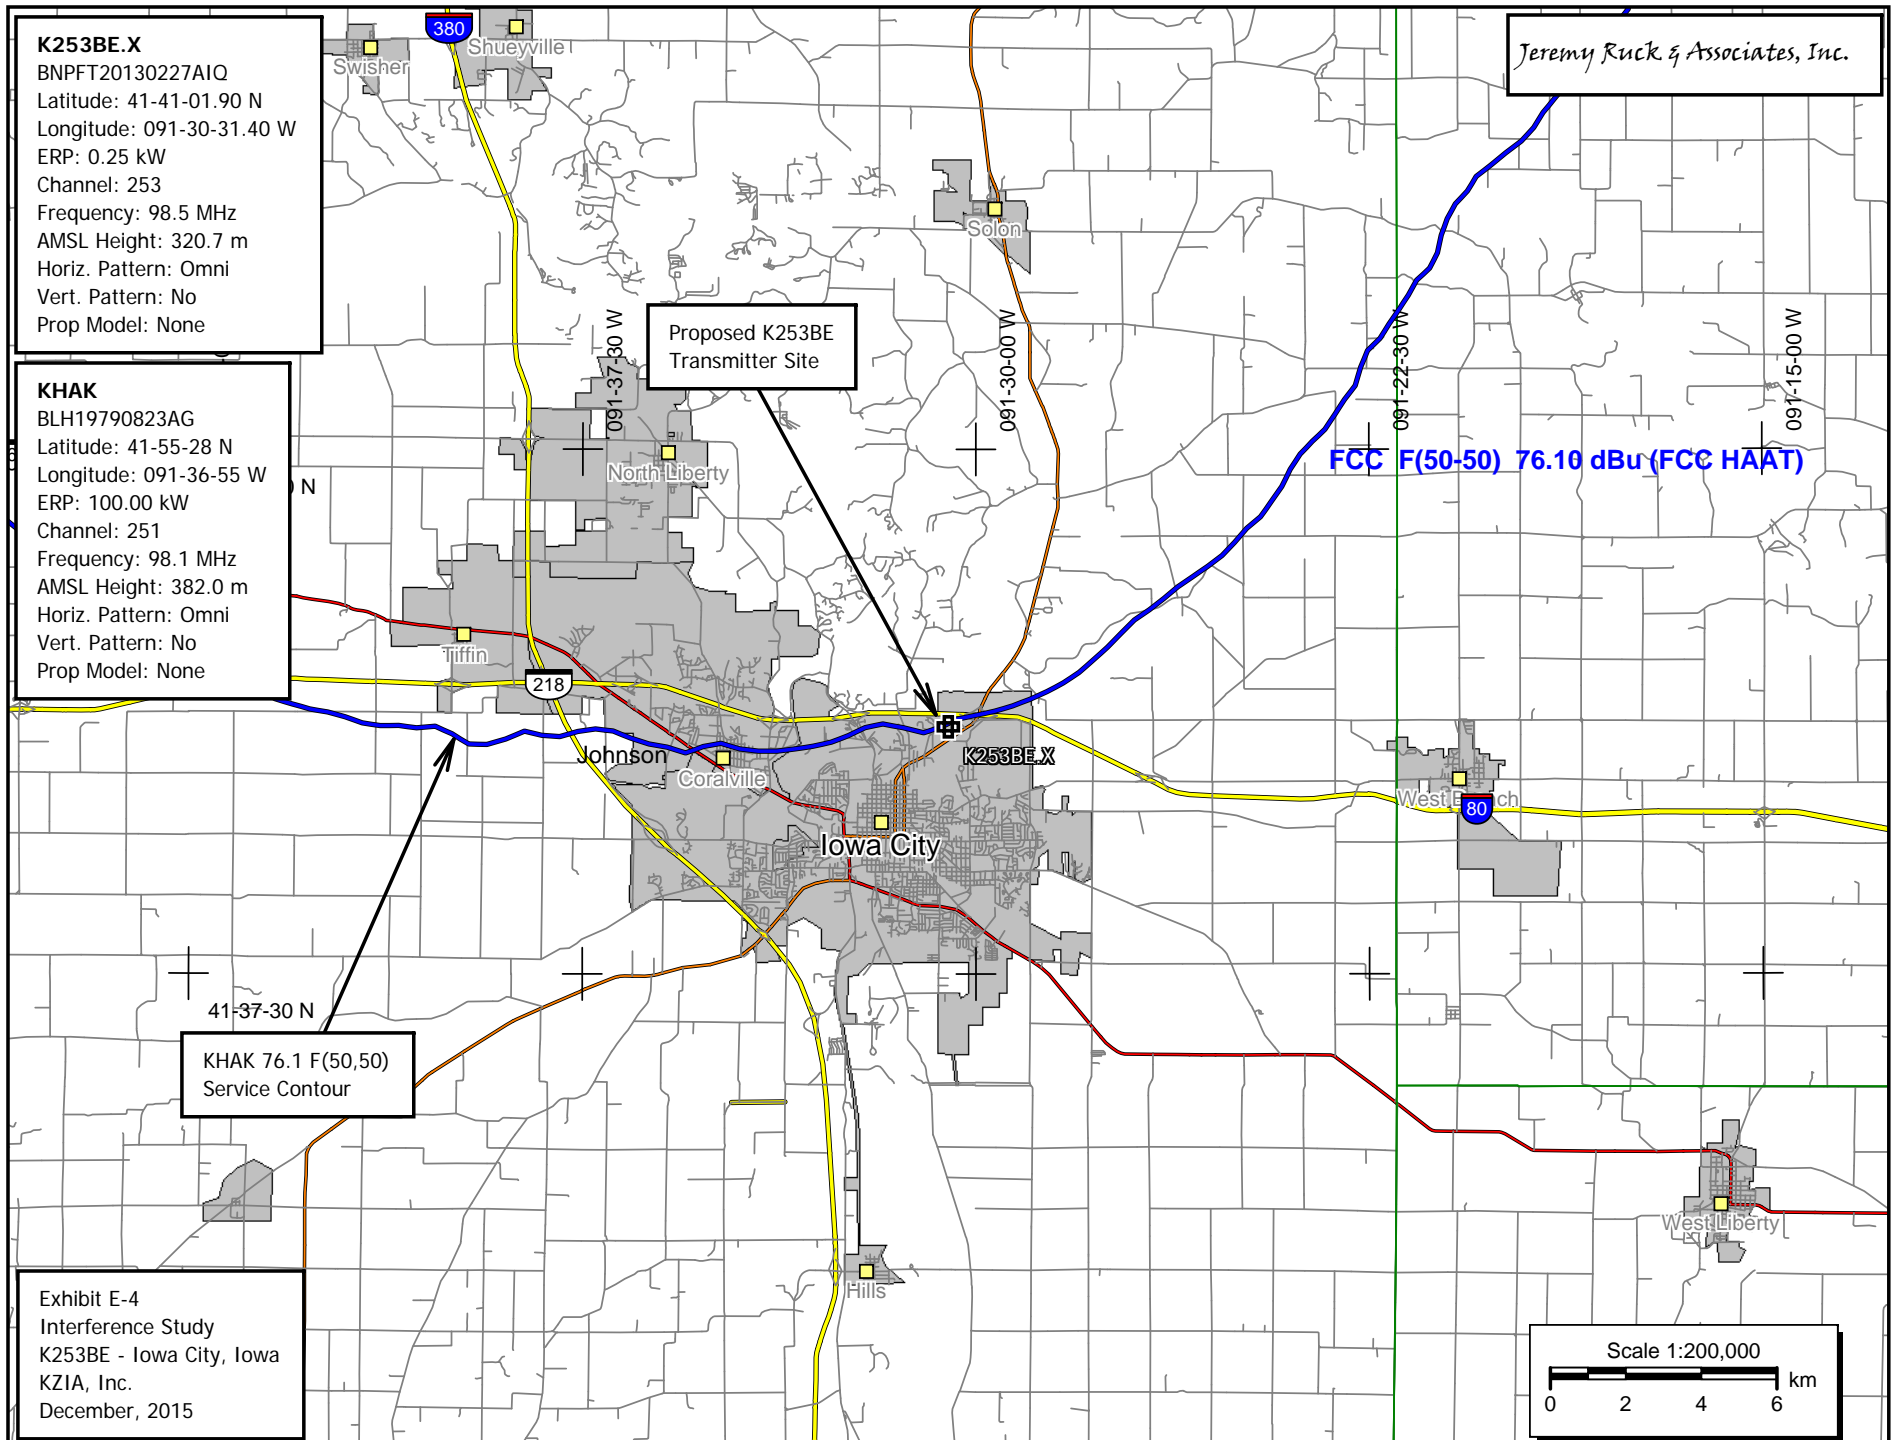 K253BE.X
BNPFT20130227AIQ
Latitude: 41-41-01.90 N
Longitude: 091-30-31.40 W
ERP: 0.25 kW
Channel: 253
Frequency: 98.5 MHz
AMSL Height: 320.7 m
Horiz. Pattern: Omni
Vert. Pattern: No
Prop Model: None
KHAK
BLH19790823AG
Latitude: 41-55-28 N
Longitude: 091-36-55 W
ERP: 100.00 kW
Channel: 251
Frequency: 98.1 MHz
AMSL Height: 382.0 m
Horiz. Pattern: Omni
Vert. Pattern: No
Prop Model: None
380
Swisher
Shueyville
Jeremy Ruck & Associates, Inc.
Solon
Proposed K253BE
Transmitter Site
091-37-30 W
091-30-00 W
091-22-30 W
091-15-00 W
FCC F(50-50) 76.10 dBu (FCC HAAT)
North Liberty
N
Tiffin
218
Johnson
Coralville
K253BE.X
Iowa City
West Branch
80
41-37-30 N
KHAK 76.1 F(50,50)
Service Contour
West Liberty
Hills
Exhibit E-4
Interference Study
K253BE - Iowa City, Iowa
KZIA, Inc.
December, 2015
Scale 1:200,000
km
0 2 4 6